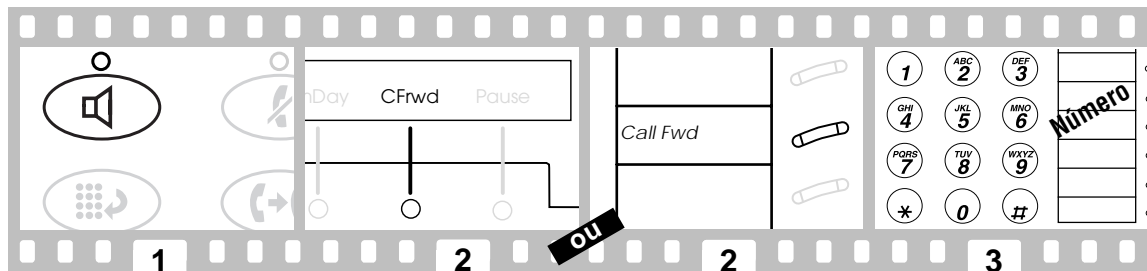 nDay CFrwd Pause
Call Fwd
1
ABC 2
DEF 3
GHI 4
JKL 5
MNO 6
PQRS 7
TUV 8
WXYZ 9
* 0 #
Número
1
2
ou
2
3